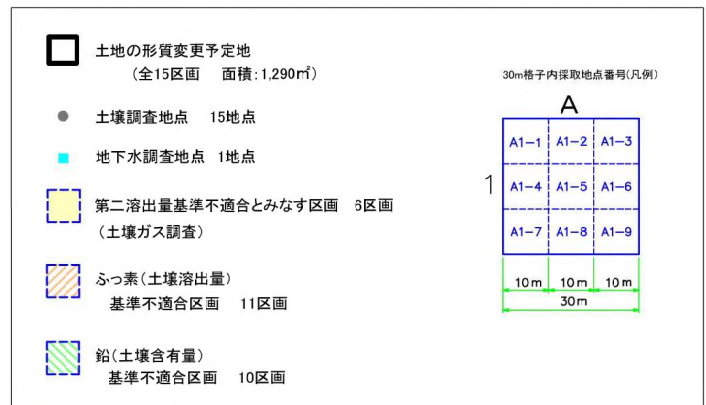 土地の形質変更予定地
(全15区画 面積:1,290㎡)
土壌調査地点 15地点
地下水調査地点 1地点
第二溶出量基準不適合とみなす区画 6区画
(土壌ガス調査)
ふっ素(土壌溶出量)
基準不適合区画 11区画
鉛(土壌含有量)
基準不適合区画 10区画
30m格子内採取地点番号(凡例)
A
A1-1 A1-2 A1-3
1 A1-4 A1-5 A1-6
A1-7 A1-8 A1-9
10m 10m 10m
30m